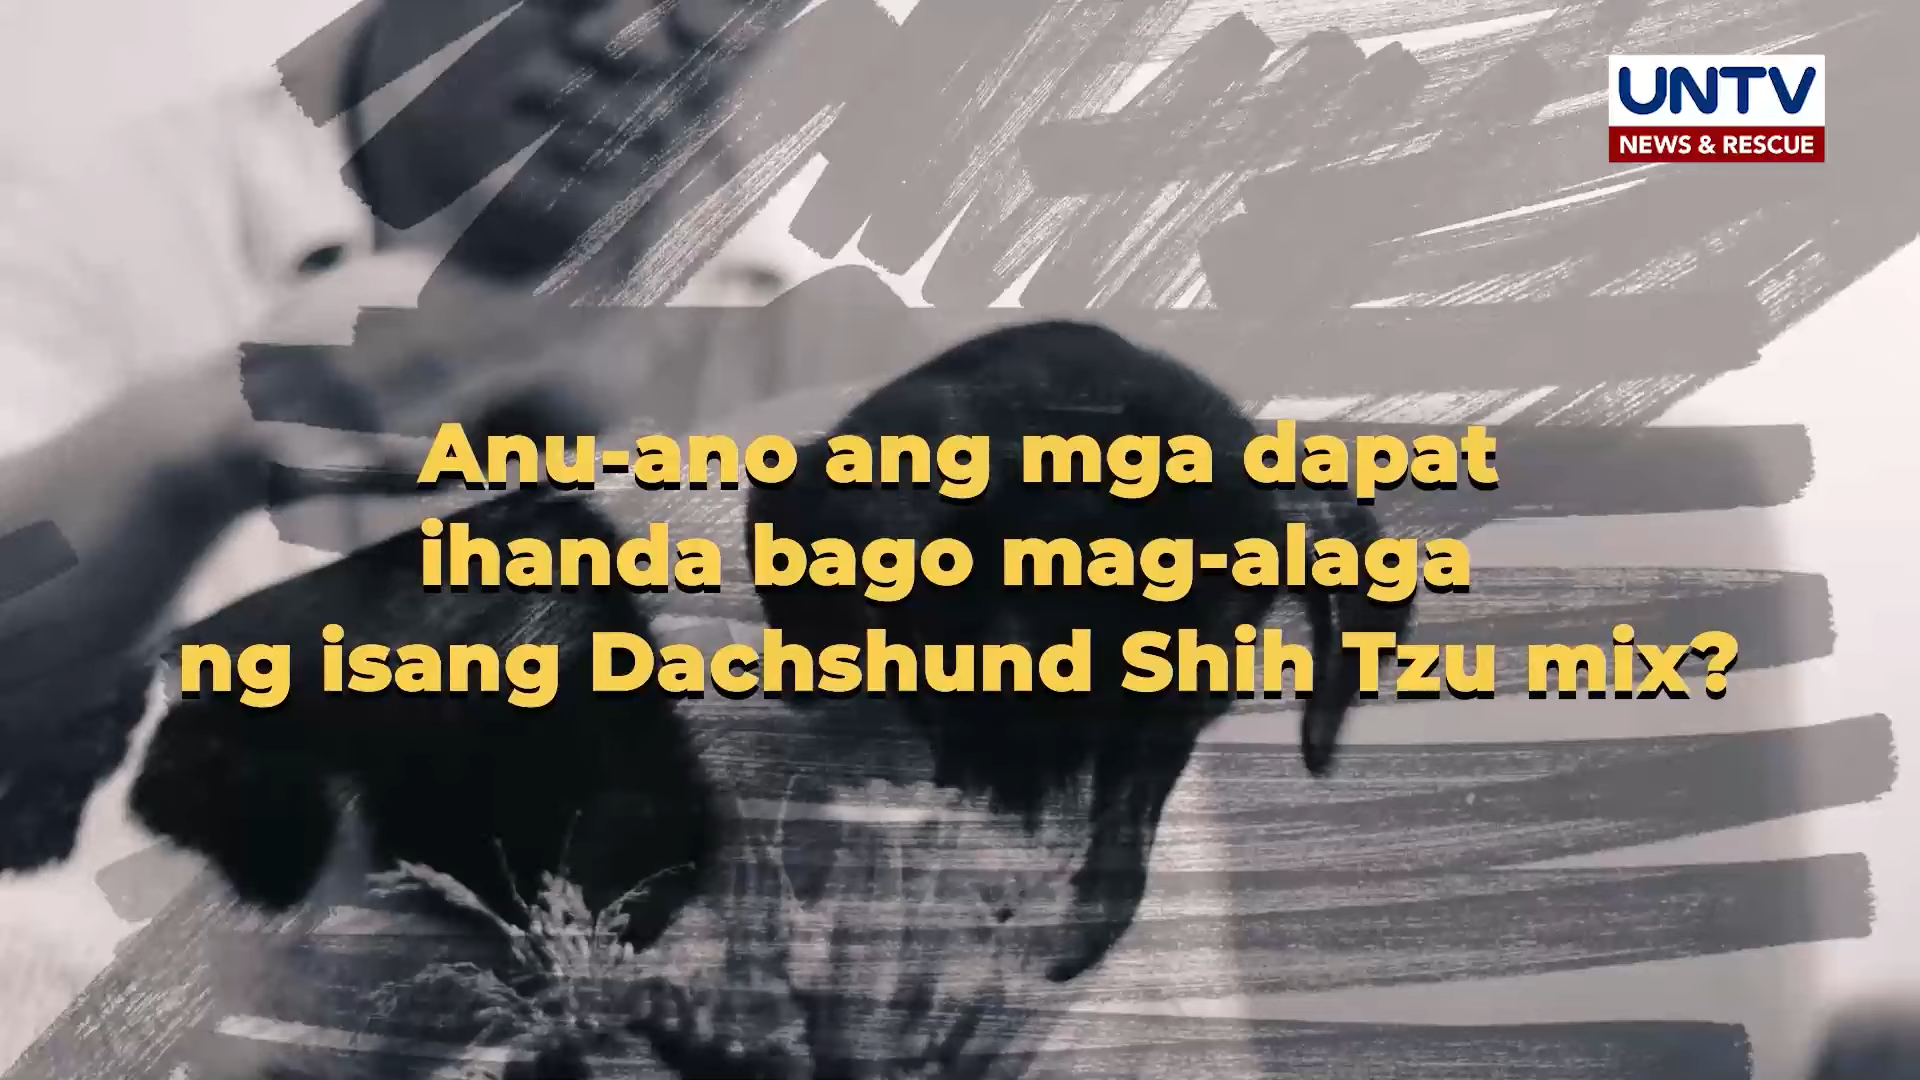 UNTV
NEWS & RESCUE
Anu-ano ang mga dapat
ihanda bago mag-alaga
ng isang Dachshund Shih Tzu mix?